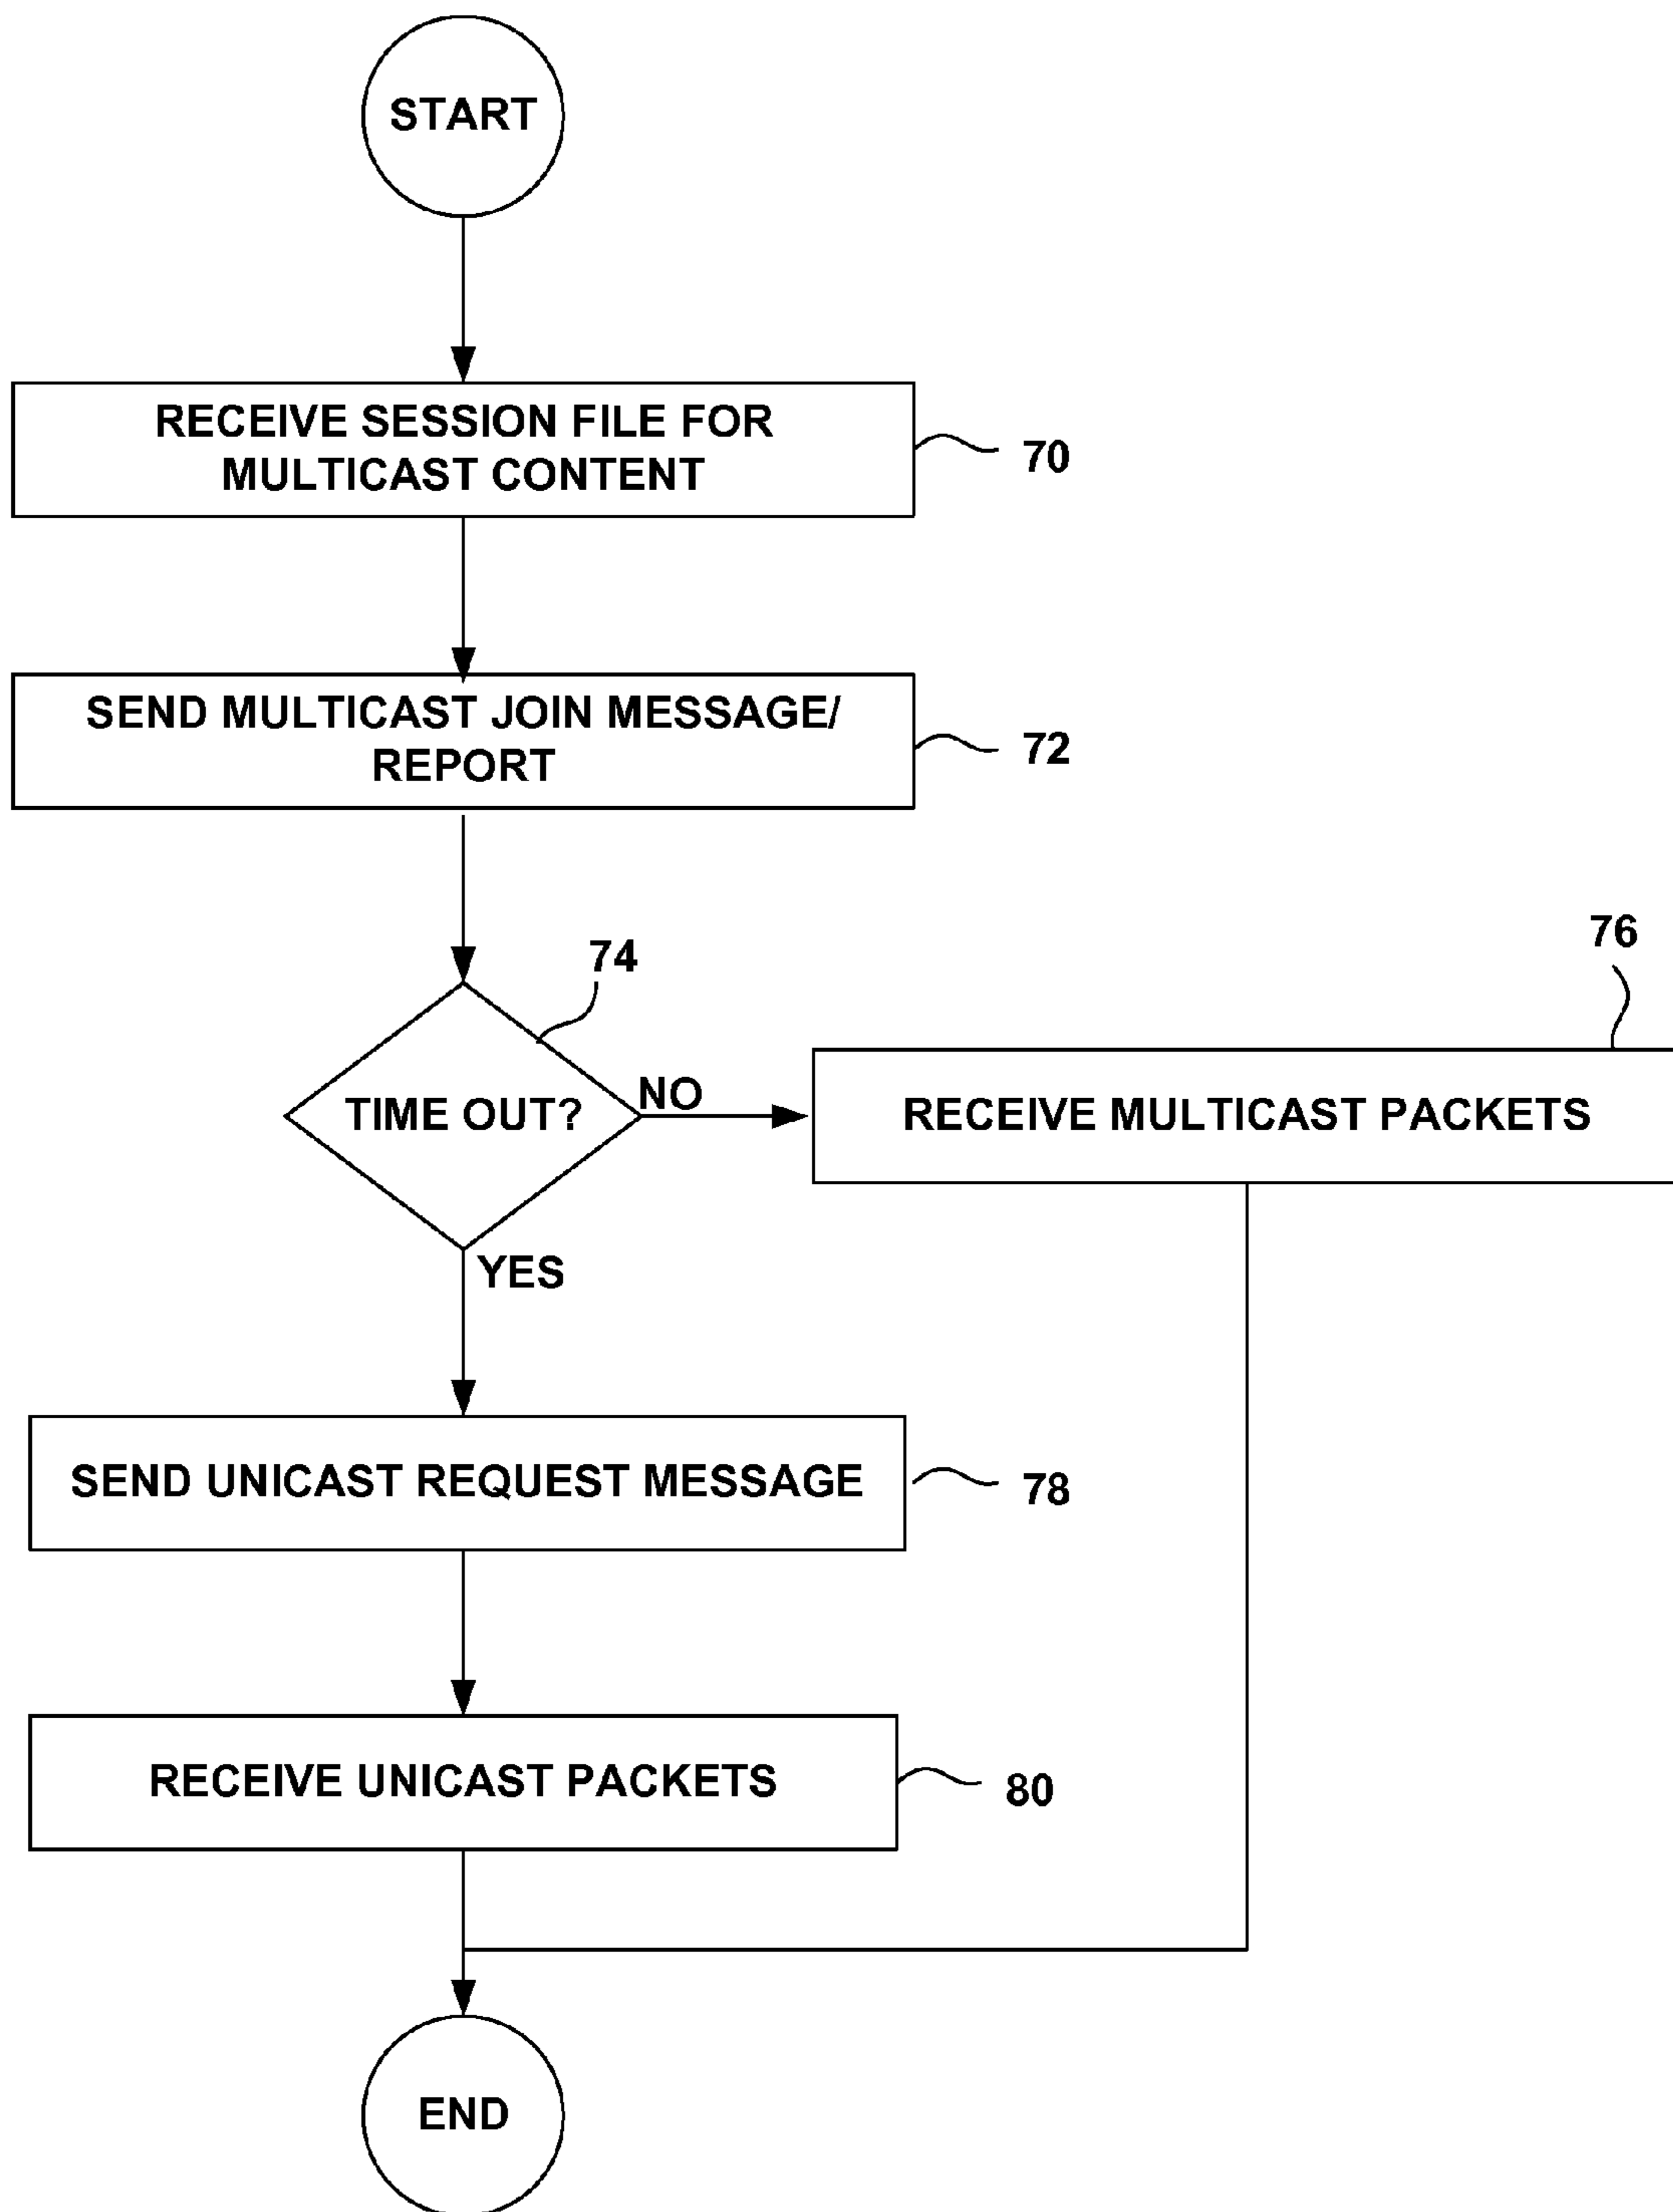 START
RECEIVE SESSION FILE FOR
MULTICAST CONTENT
70
SEND MULTICAST JOIN MESSAGE/
REPORT
72
74
76
TIME OUT?
NO
RECEIVE MULTICAST PACKETS
YES
SEND UNICAST REQUEST MESSAGE
78
RECEIVE UNICAST PACKETS
80
END